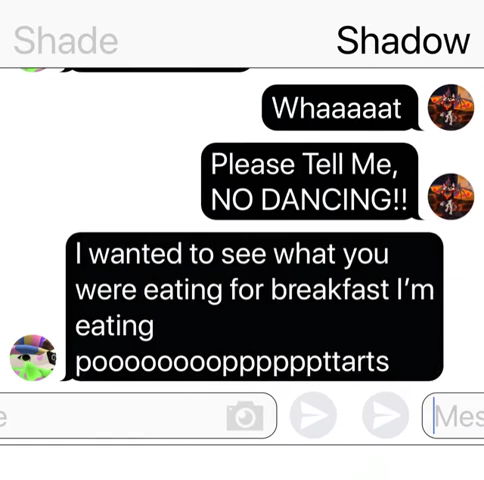 Shade
Shadow
Whaaaaat
Please Tell Me,
NO DANCING!!
I wanted to see what you
were eating for breakfast I’m
eating
pooooooooppppppttarts
e
Mes